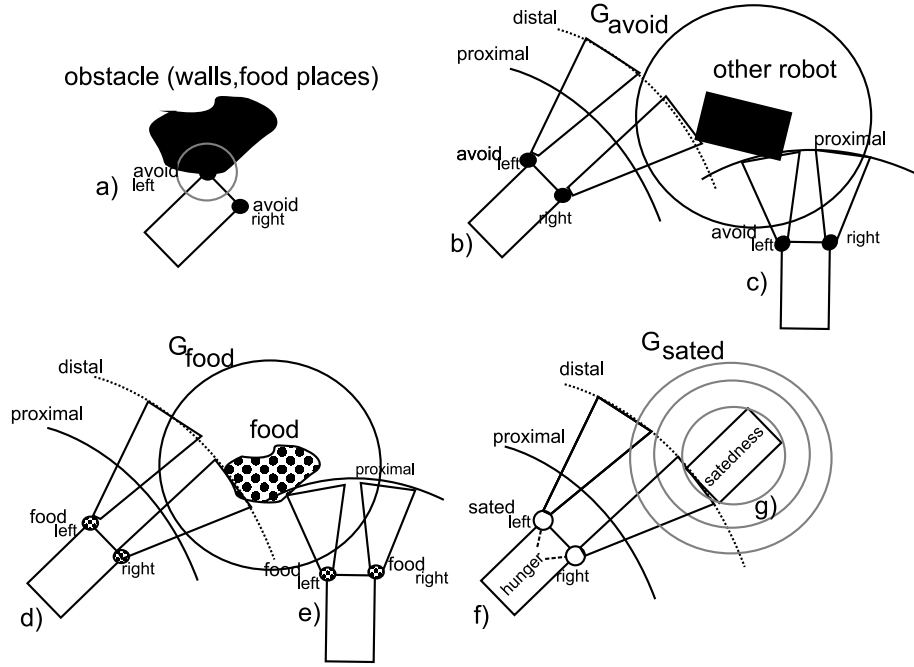 obstacle (walls,food places)
avoid left
avoid right
a)
G avoid
distal
proximal
other robot
proximal
avoid left
right
b)
avoid left
right
c)
G food
distal
proximal
food
proximal
food left
right
d)
food left
food right
e)
G sated
distal
proximal
satedness
g)
sated left
right
hunger
f)